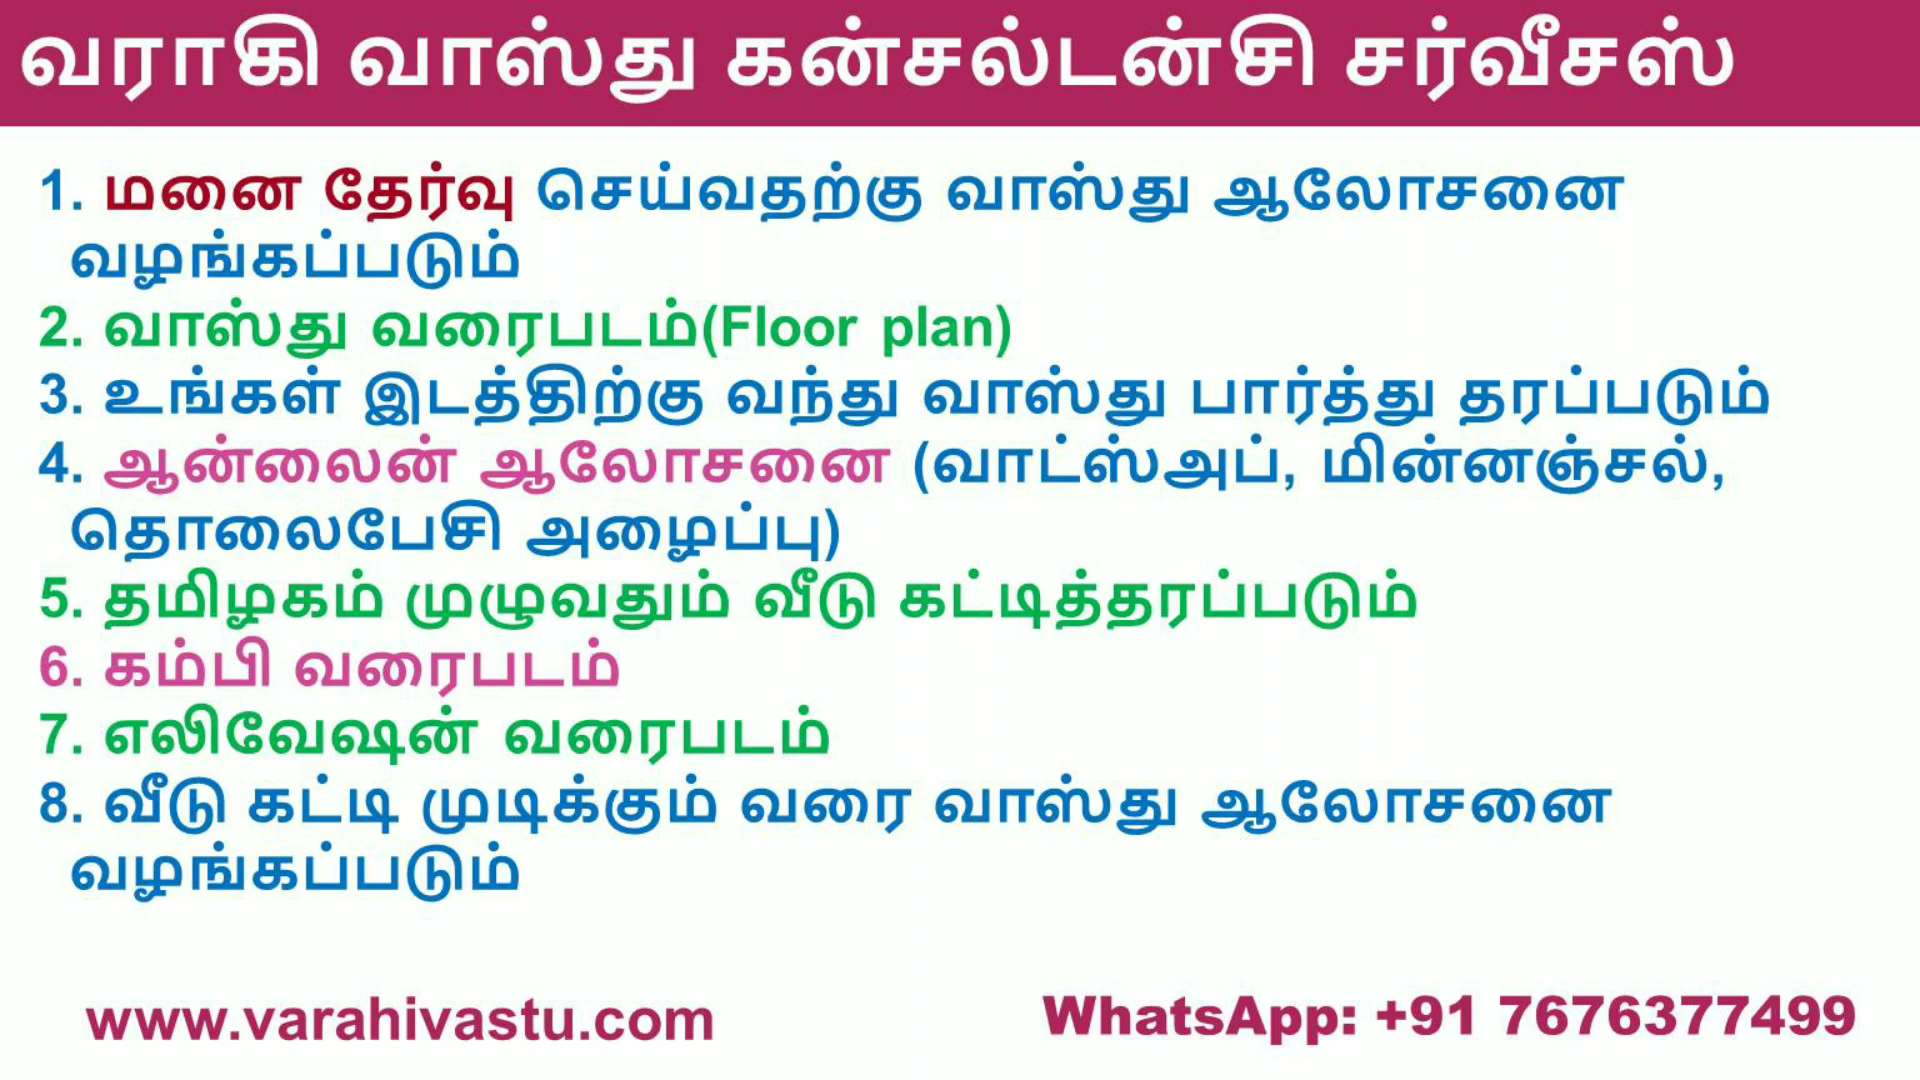 வராகி வாஸ்து கன்சல்டன்சி சர்வீசஸ்
1. மனை தேர்வு செய்வதற்கு வாஸ்து ஆலோசனை
வழங்கப்படும்
2. வாஸ்து வரைபடம்(Floor plan)
3. உங்கள் இடத்திற்கு வந்து வாஸ்து பார்த்து தரப்படும்
4. ஆன்லைன் ஆலோசனை (வாட்ஸ்அப், மின்னஞ்சல்,
தொலைபேசி அழைப்பு)
5. தமிழகம் முழுவதும் வீடு கட்டித்தரப்படும்
6. கம்பி வரைபடம்
7. எலிவேஷன் வரைபடம்
8. வீடு கட்டி முடிக்கும் வரை வாஸ்து ஆலோசனை
வழங்கப்படும்
www.varahivastu.com
WhatsApp: +91 7676377499